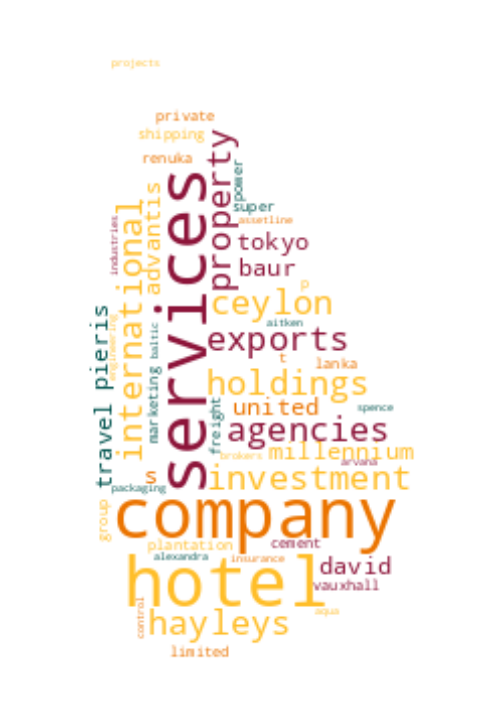 projects
private
shipping
renuka
services
property
power
super
assetline
international
advantis
industries
tokyo
baur
p
ceylon
aitken
exports
t
lanka
holdings
travel pieris
engineering
baltic
marketing
freight
united
spence
agencies
brokers
millennium
arvana
s
investment
packaging
group
company
plantation
cement
alexandra
insurance
hotel
david
vauxhall
control
aqua
hayleys
limited